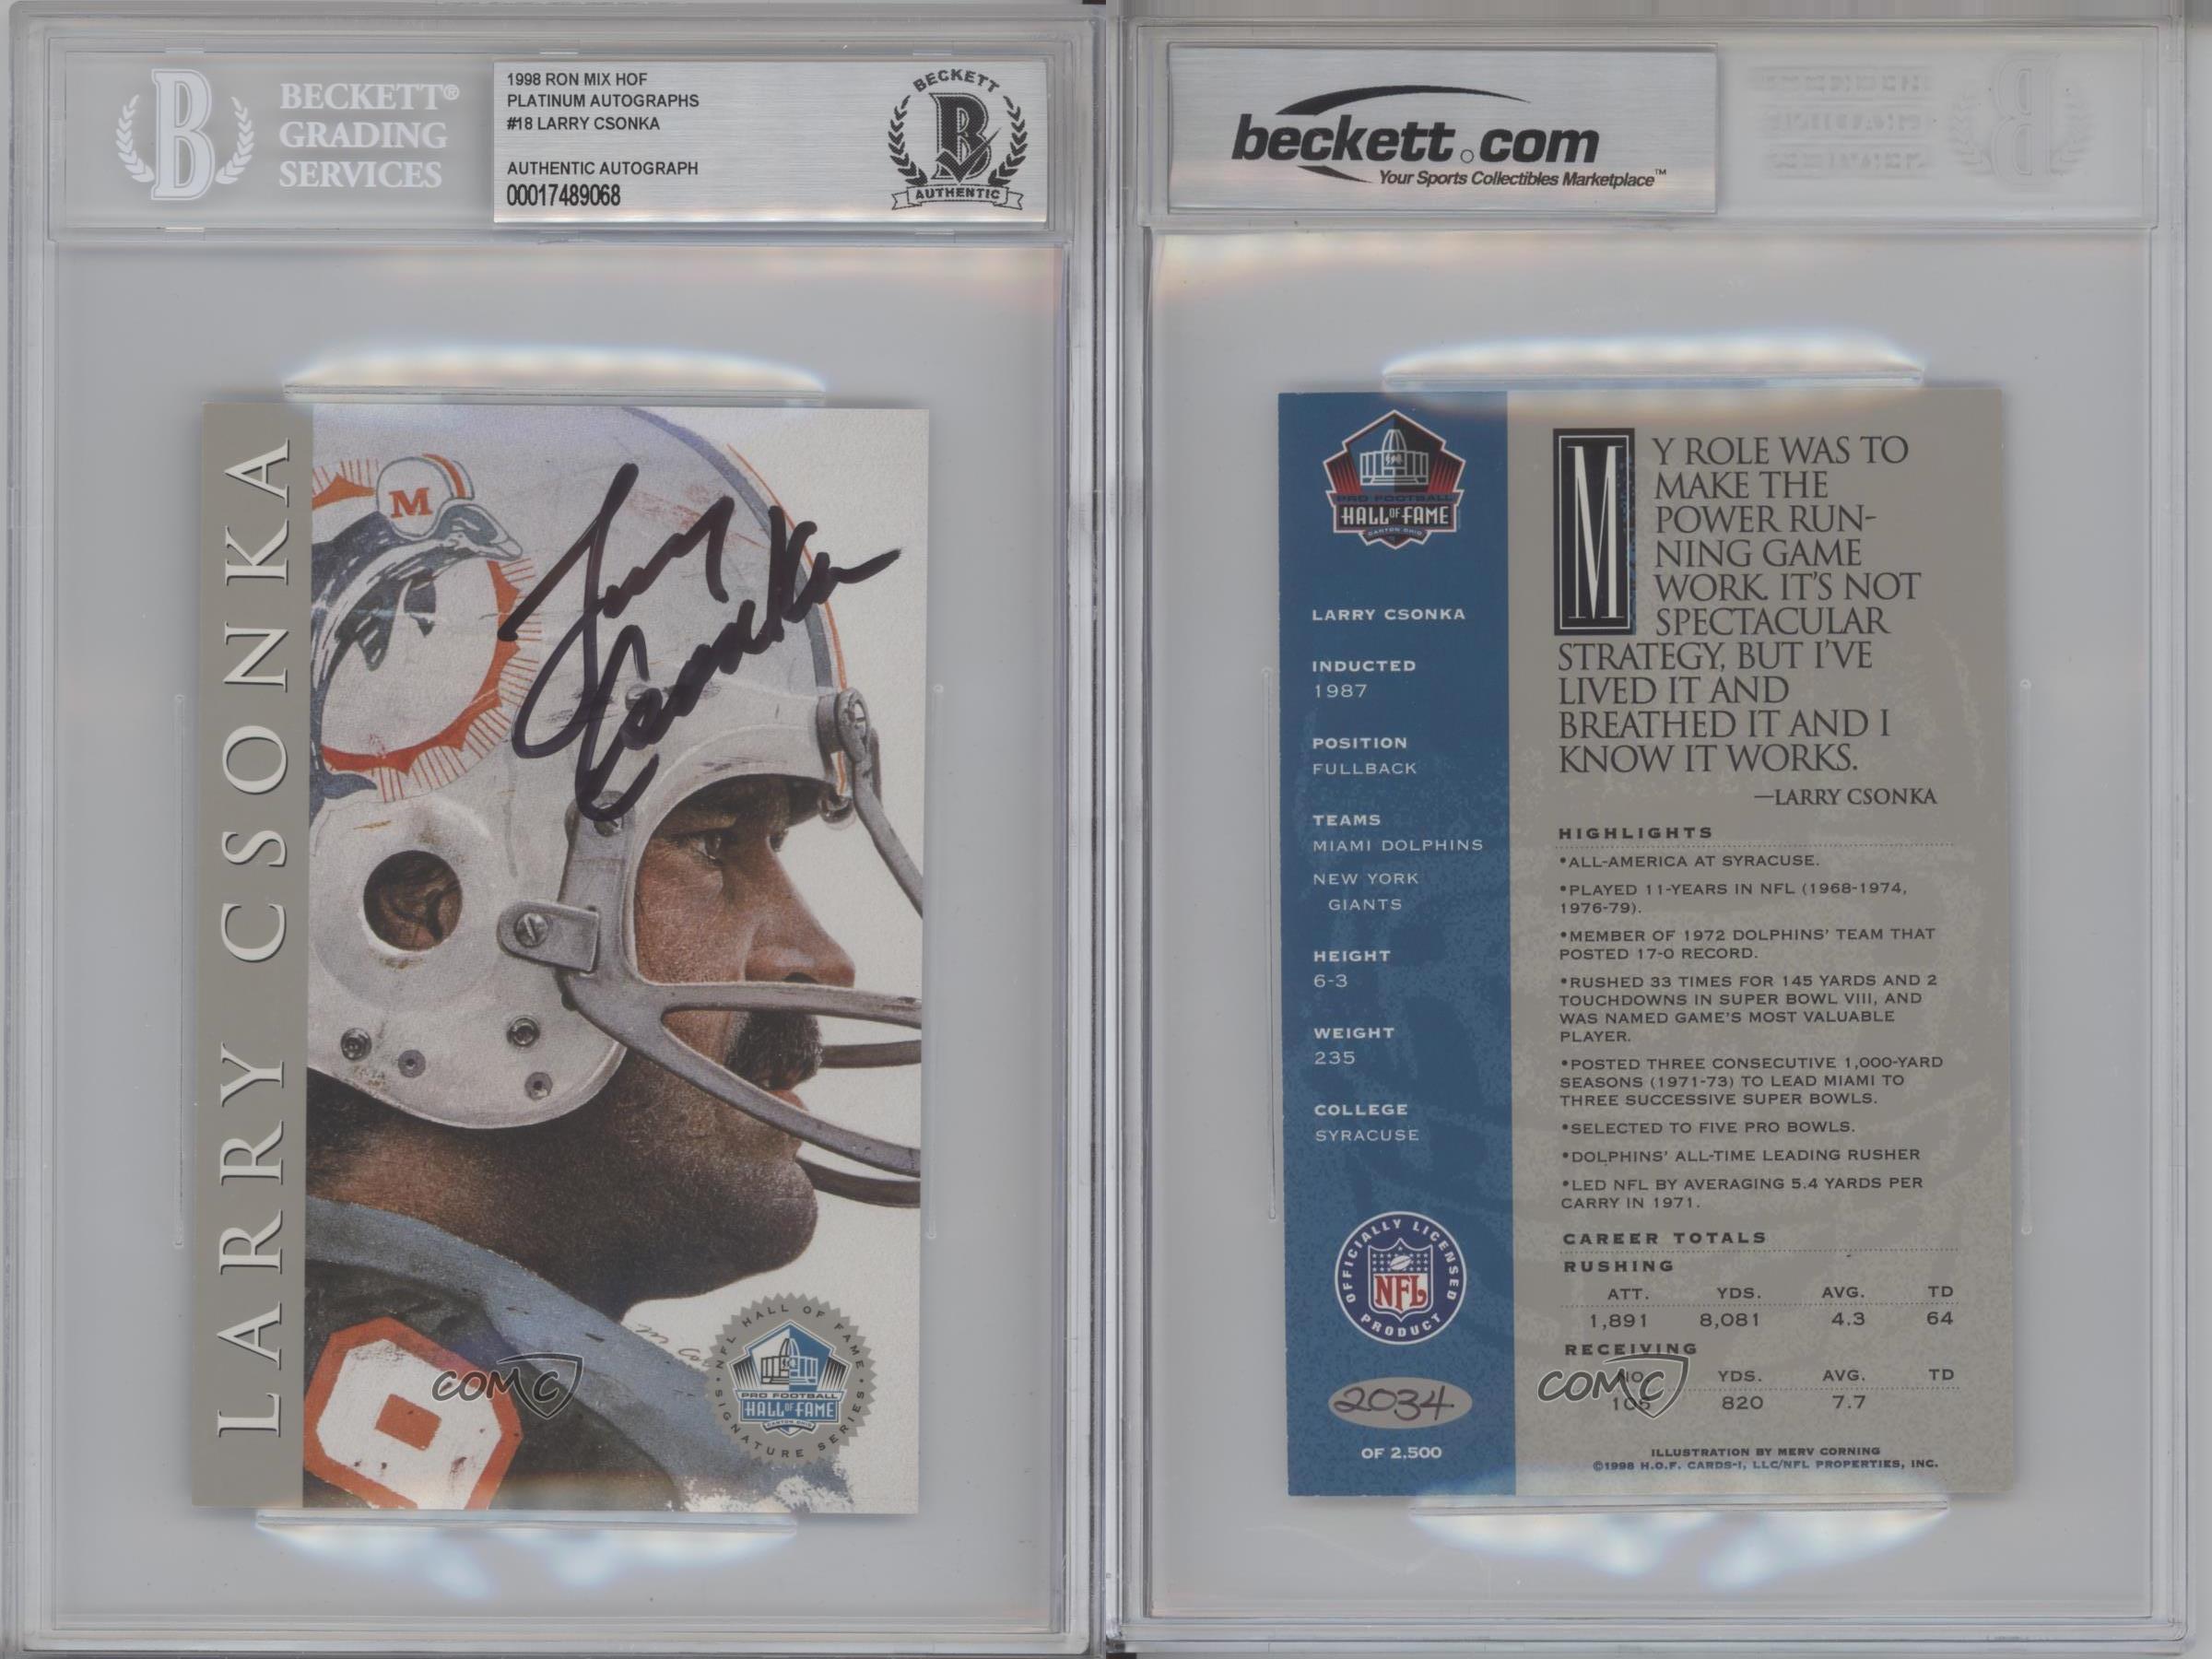 BECKETT®
GRADING
SERVICES
1998 RON MIX HOF
PLATINUM AUTOGRAPHS
#18 LARRY CSONKA
AUTHENTIC AUTOGRAPH
00017489068
BECKETT
B
AUTHENTIC
LARRY CSONKA
M
Larry
Csonka
NFL HALL OF FAME
SIGNATURE SERIES
PRO FOOTBALL
HALL OF FAME
CANTON OHIO
COMC
beckett.com
Your Sports Collectibles Marketplace™
PRO FOOTBALL
HALL OF FAME
CANTON OHIO
LARRY CSONKA
INDUCTED
1987
POSITION
FULLBACK
TEAMS
MIAMI DOLPHINS
NEW YORK
GIANTS
HEIGHT
6-3
WEIGHT
235
COLLEGE
SYRACUSE
OFFICIALLY LICENSED
NFL
PRODUCT
2034
OF 2,500
MY ROLE WAS TO
MAKE THE
POWER RUN-
NING GAME
WORK. IT'S NOT
SPECTACULAR
STRATEGY, BUT I'VE
LIVED IT AND
BREATHED IT AND I
KNOW IT WORKS.
—LARRY CSONKA
HIGHLIGHTS
•ALL-AMERICA AT SYRACUSE.
•PLAYED 11-YEARS IN NFL (1968-1974,
1976-79).
•MEMBER OF 1972 DOLPHINS' TEAM THAT
POSTED 17-0 RECORD.
•RUSHED 33 TIMES FOR 145 YARDS AND 2
TOUCHDOWNS IN SUPER BOWL VIII, AND
WAS NAMED GAME'S MOST VALUABLE
PLAYER.
•POSTED THREE CONSECUTIVE 1,000-YARD
SEASONS (1971-73) TO LEAD MIAMI TO
THREE SUCCESSIVE SUPER BOWLS.
•SELECTED TO FIVE PRO BOWLS.
•DOLPHINS' ALL-TIME LEADING RUSHER
•LED NFL BY AVERAGING 5.4 YARDS PER
CARRY IN 1971.
CAREER TOTALS
RUSHING
ATT. YDS. AVG. TD
1,891 8,081 4.3 64
RECEIVING
NO. YDS. AVG. TD
106 820 7.7
COMC
ILLUSTRATION BY MERV CORNING
©1998 H.O.F. CARDS-I, LLC/NFL PROPERTIES, INC.